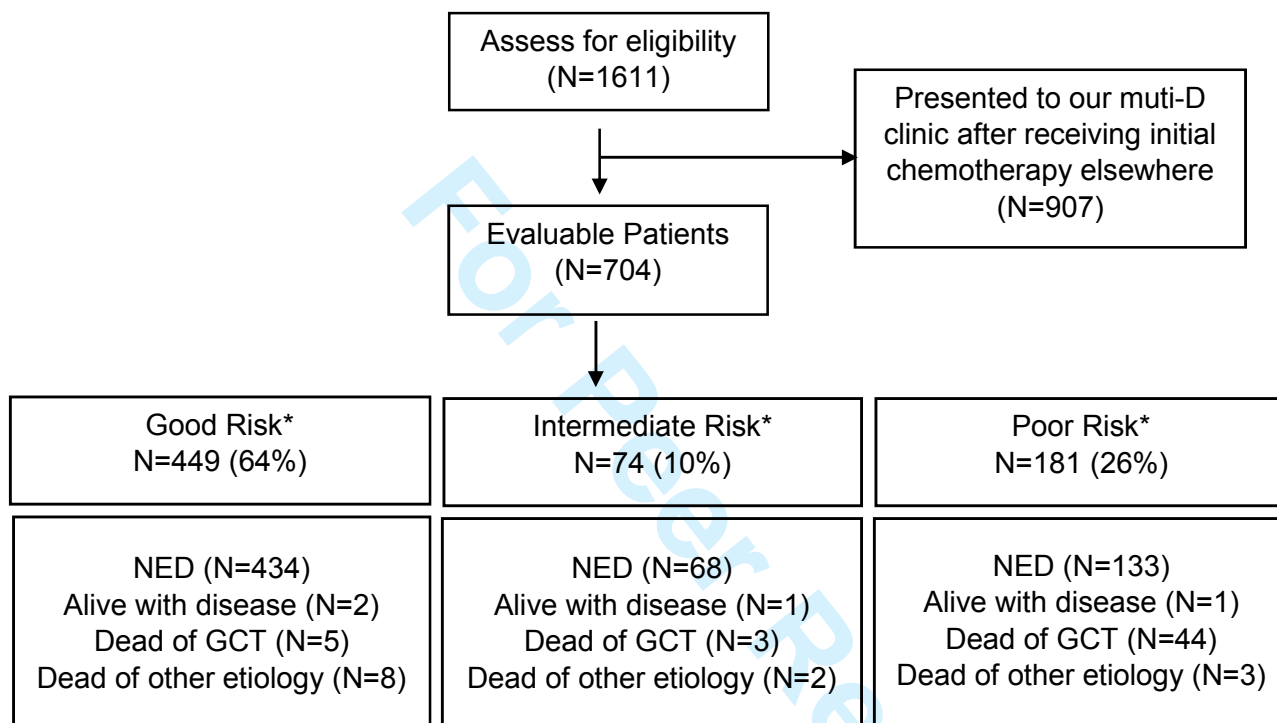 Assess for eligibility
(N=1611)
Presented to our muti-D
clinic after receiving initial
chemotherapy elsewhere
(N=907)
Evaluable Patients
(N=704)
Good Risk*
N=449 (64%)
Intermediate Risk*
N=74 (10%)
Poor Risk*
N=181 (26%)
NED (N=434)
Alive with disease (N=2)
Dead of GCT (N=5)
Dead of other etiology (N=8)
NED (N=68)
Alive with disease (N=1)
Dead of GCT (N=3)
Dead of other etiology (N=2)
NED (N=133)
Alive with disease (N=1)
Dead of GCT (N=44)
Dead of other etiology (N=3)
For Peer Re